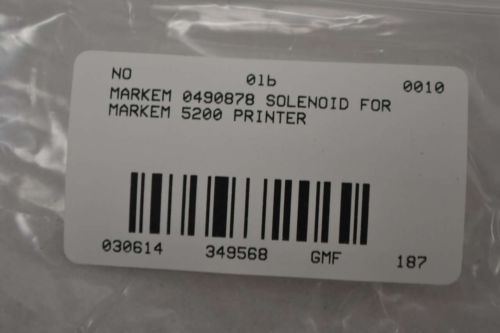 NO 01b 0010
MARKEM 0490878 SOLENOID FOR
MARKEM 5200 PRINTER
030614 349568 GMF 187